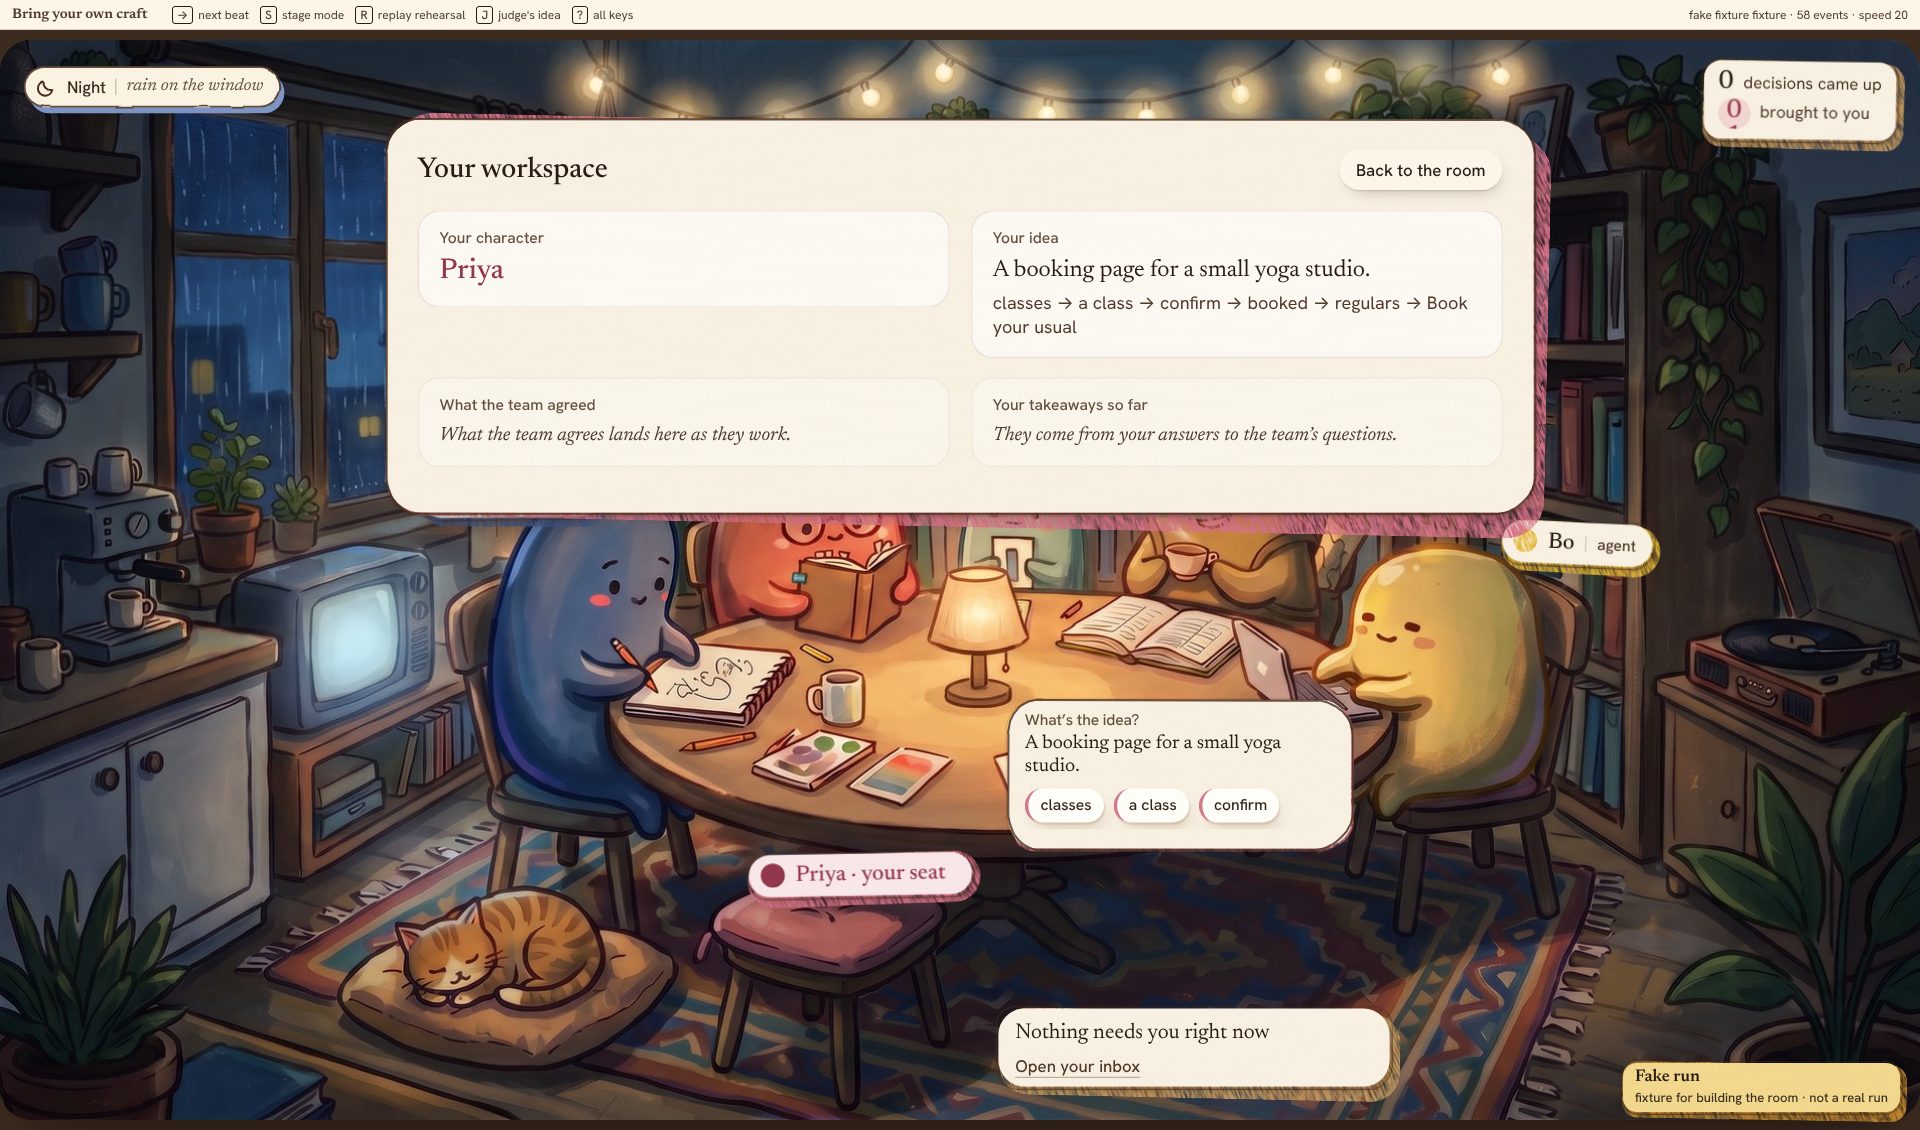 Bring your own craft
→ next beat S stage mode R replay rehearsal J judge's idea ? all keys
fake fixture fixture · 58 events · speed 20
Night rain on the window
0 decisions came up
0 brought to you
Your workspace
Back to the room
Your character
Priya
Your idea
A booking page for a small yoga studio.
classes → a class → confirm → booked → regulars → Book
your usual
What the team agreed
What the team agrees lands here as they work.
Your takeaways so far
They come from your answers to the team’s questions.
Bo agent
What’s the idea?
A booking page for a small yoga
studio.
classes a class confirm
Priya · your seat
Nothing needs you right now
Open your inbox
Fake run
fixture for building the room · not a real run